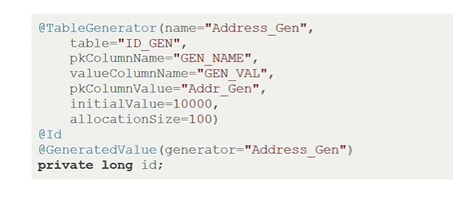 @TableGenerator(name="Address_Gen",
    table="ID_GEN",
    pkColumnName="GEN_NAME",
    valueColumnName="GEN_VAL",
    pkColumnValue="Addr_Gen",
    initialValue=10000,
    allocationSize=100)
@Id
@GeneratedValue(generator="Address_Gen")
private long id;